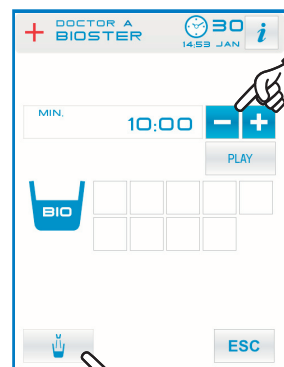 + DOCTOR A 30 i
BIOSTER 14:53 JAN
MIN. 10:00 - +
PLAY
BIO
ESC